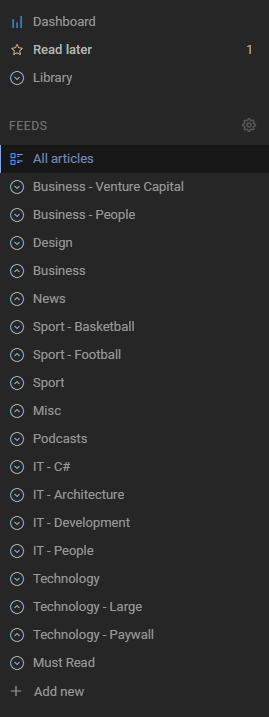 Dashboard
Read later 1
Library
FEEDS
All articles
Business - Venture Capital
Business - People
Design
Business
News
Sport - Basketball
Sport - Football
Sport
Misc
Podcasts
IT - C#
IT - Architecture
IT - Development
IT - People
Technology
Technology - Large
Technology - Paywall
Must Read
Add new